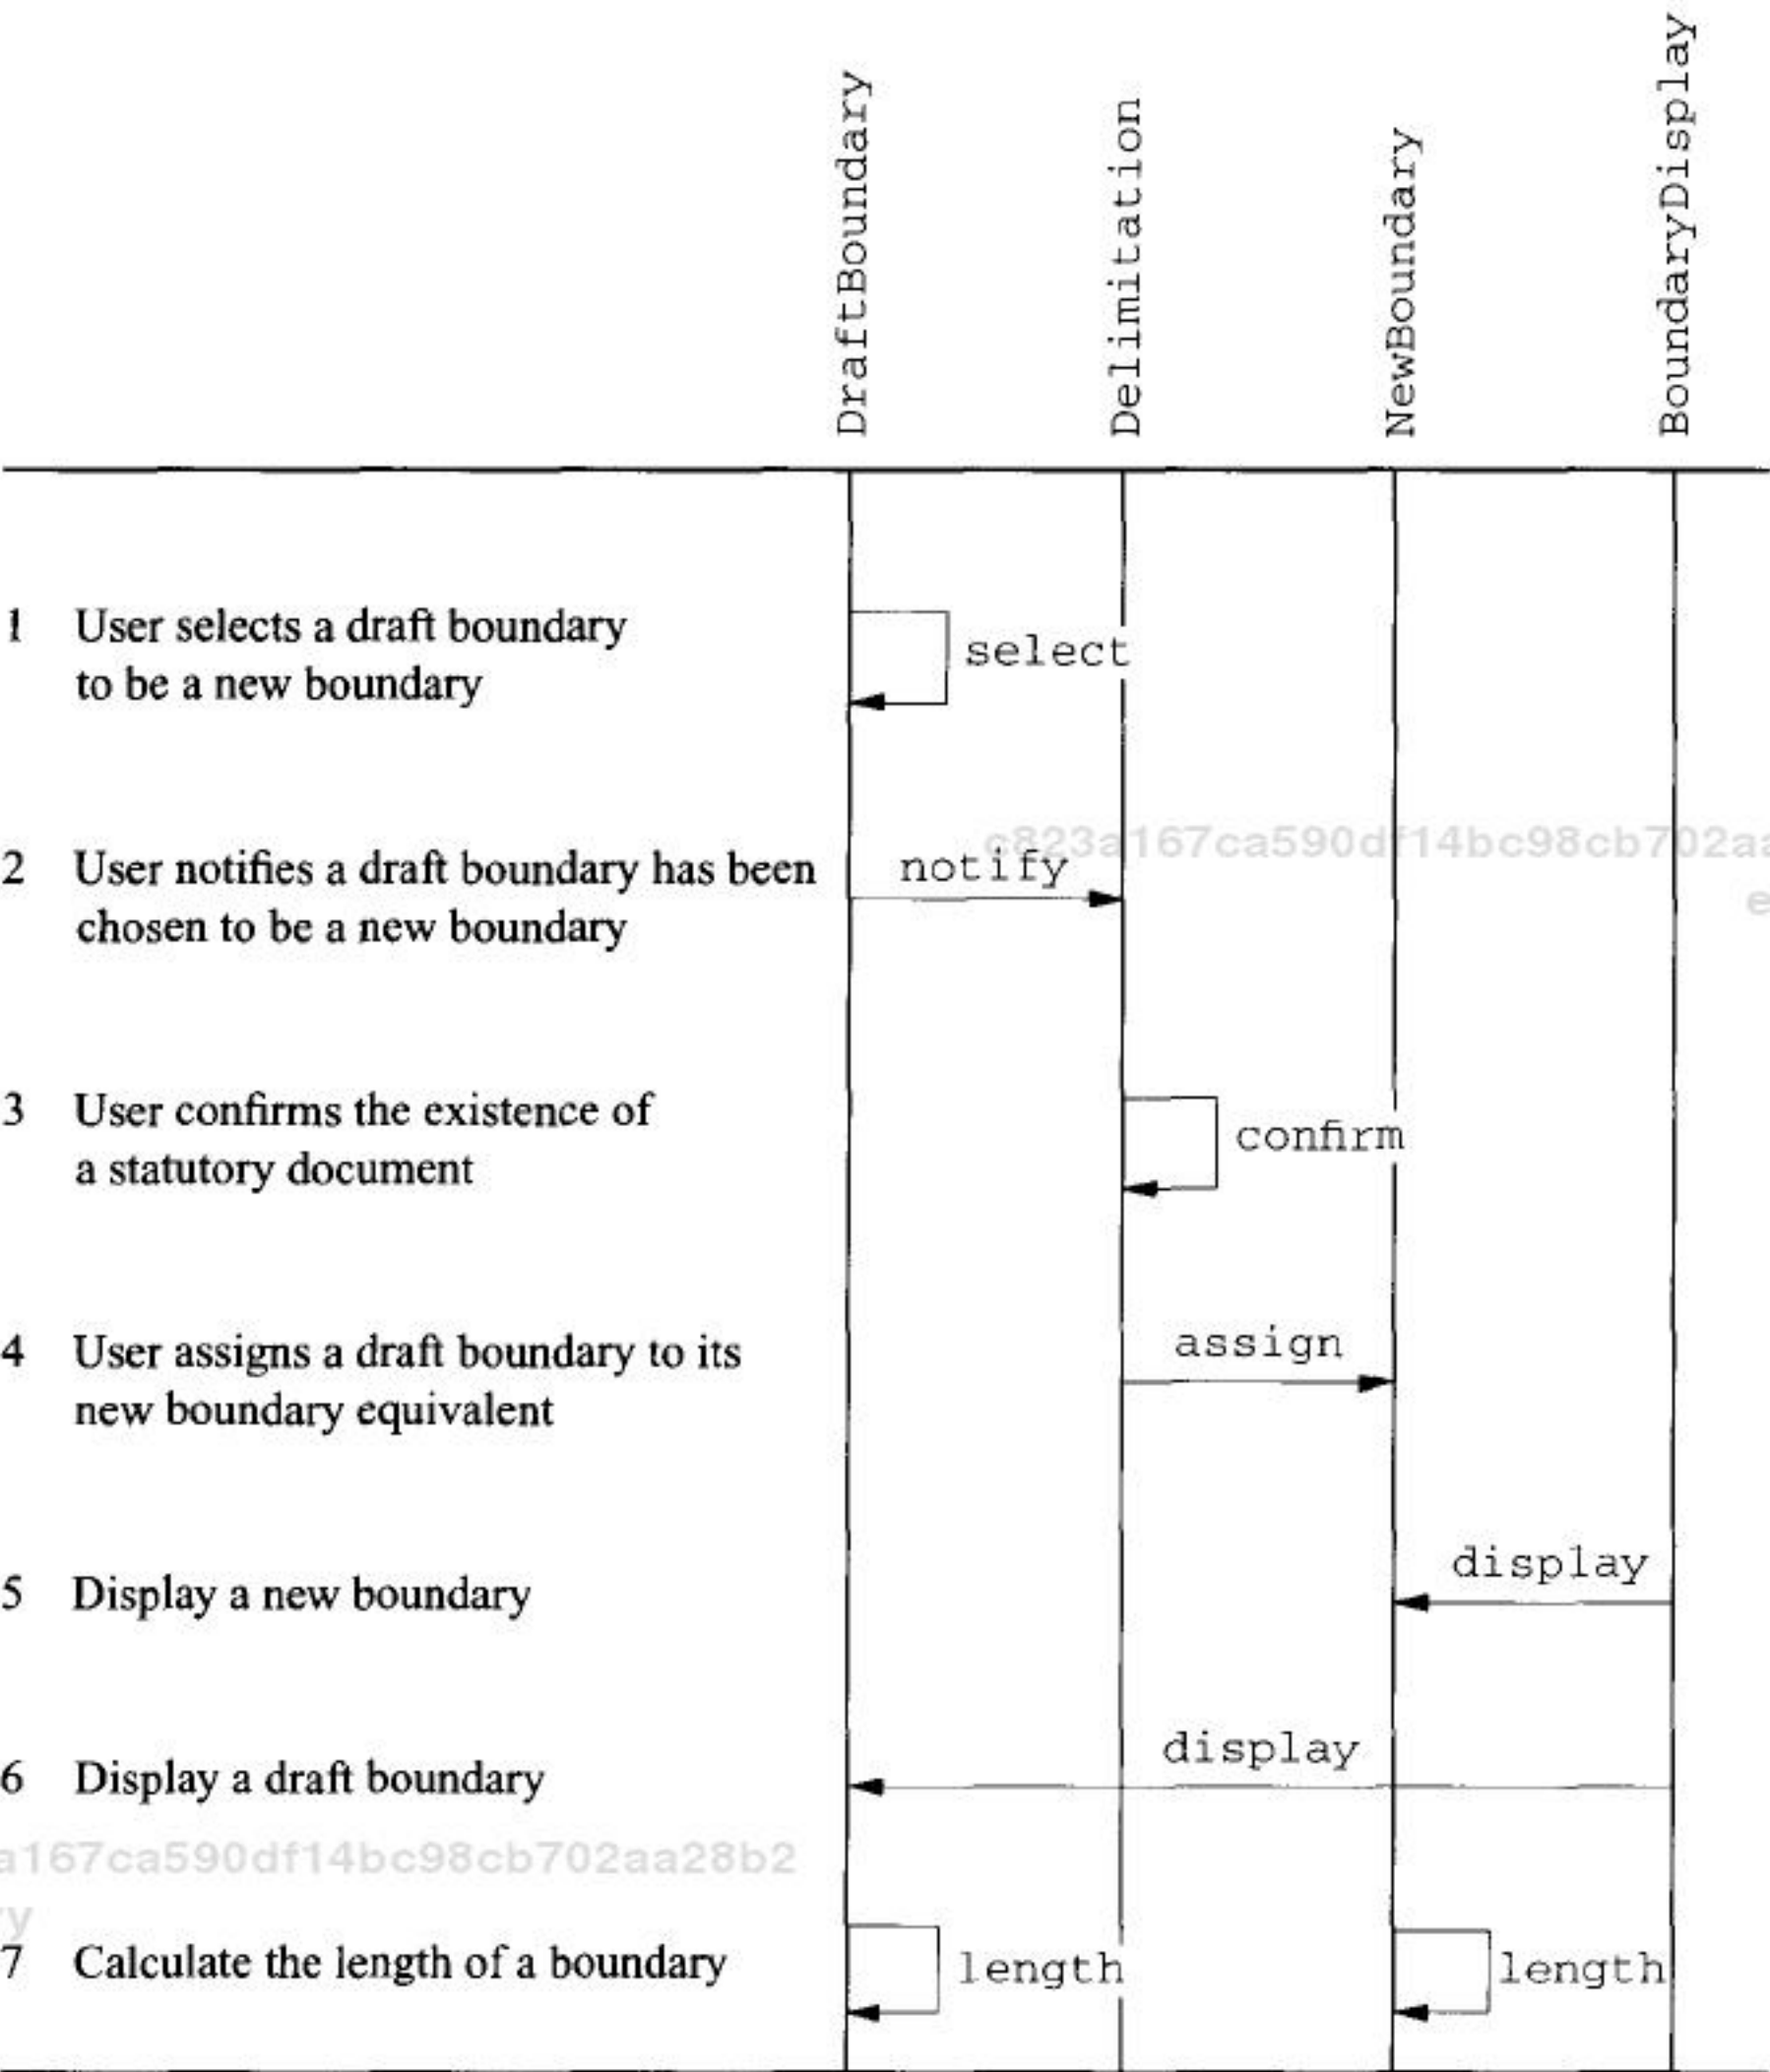 DraftBoundary
Delimitation
NewBoundary
BoundaryDisplay
1 User selects a draft boundary
to be a new boundary
select
c823a167ca590df14bc98cb702aa
e
2 User notifies a draft boundary has been
chosen to be a new boundary
notify
3 User confirms the existence of
a statutory document
confirm
4 User assigns a draft boundary to its
new boundary equivalent
assign
5 Display a new boundary
display
6 Display a draft boundary
display
a167ca590df14bc98cb702aa28b2
y
7 Calculate the length of a boundary
length
length